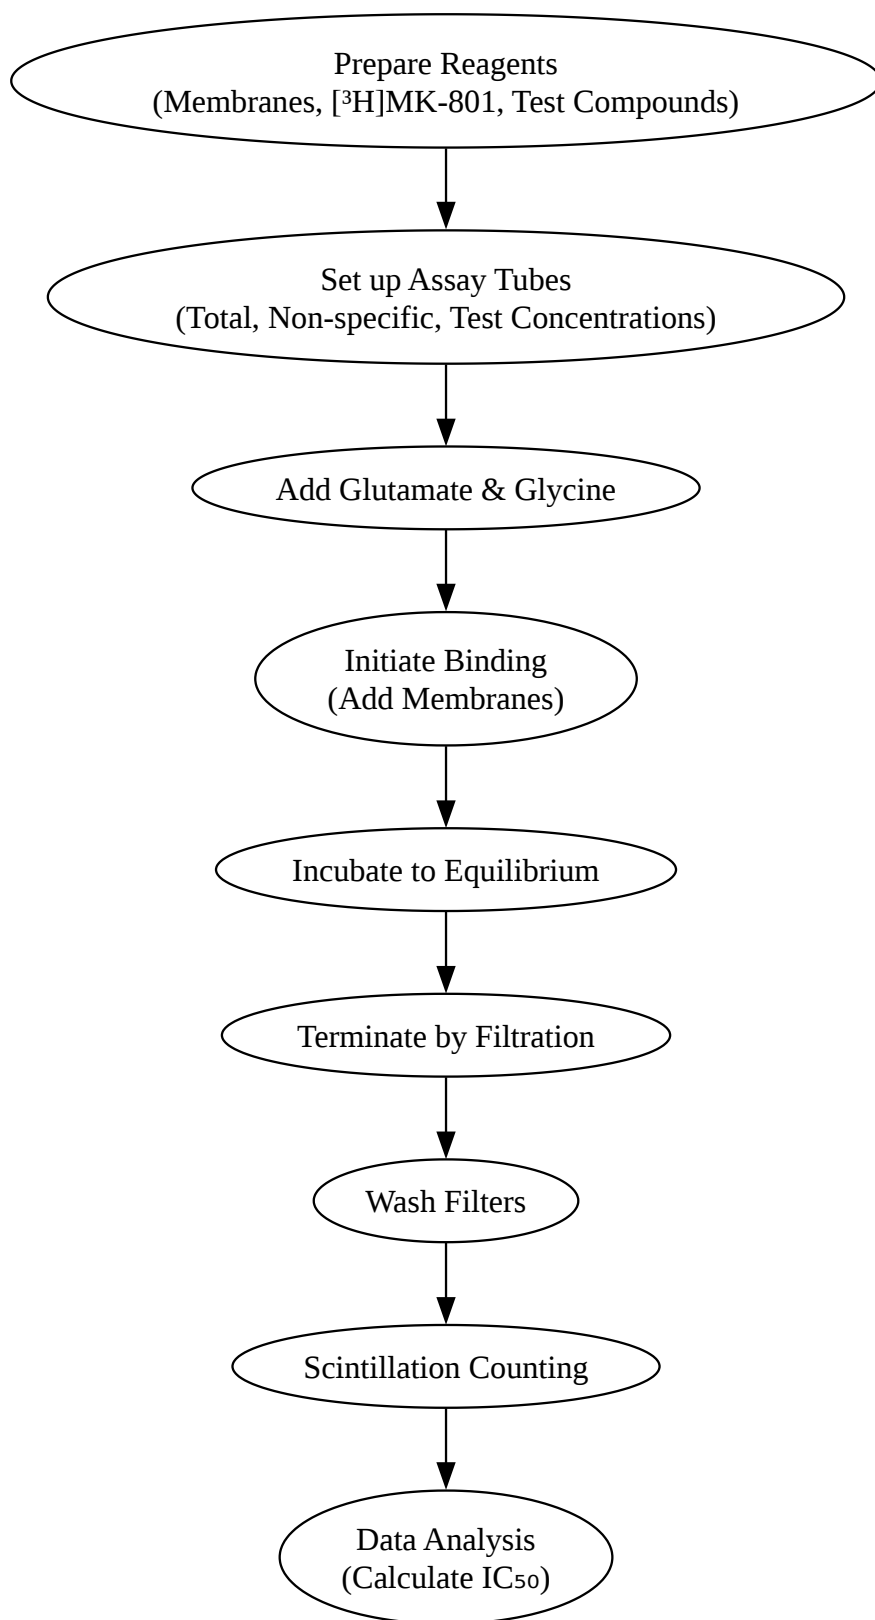 Prepare Reagents
(Membranes, [³H]MK-801, Test Compounds)
Set up Assay Tubes
(Total, Non-specific, Test Concentrations)
Add Glutamate & Glycine
Initiate Binding
(Add Membranes)
Incubate to Equilibrium
Terminate by Filtration
Wash Filters
Scintillation Counting
Data Analysis
(Calculate IC₅₀)